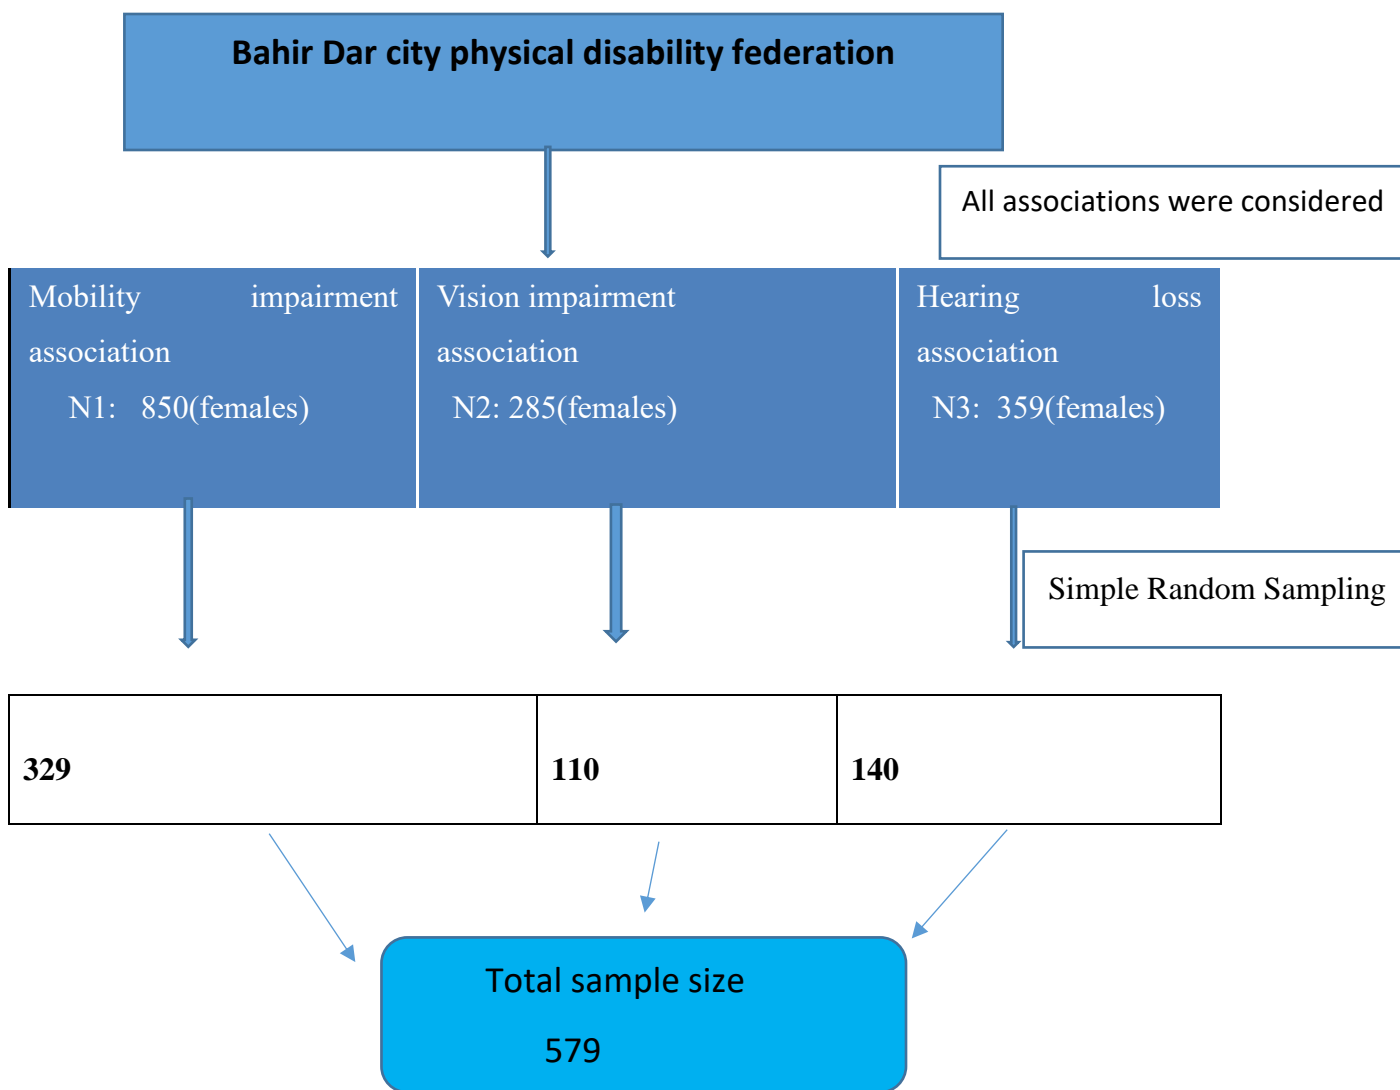 Bahir Dar city physical disability federation
All associations were considered
Mobility impairment
association
N1: 850(females)
Vision impairment
association
N2: 285(females)
Hearing loss
association
N3: 359(females)
Simple Random Sampling
329
110
140
Total sample size
579